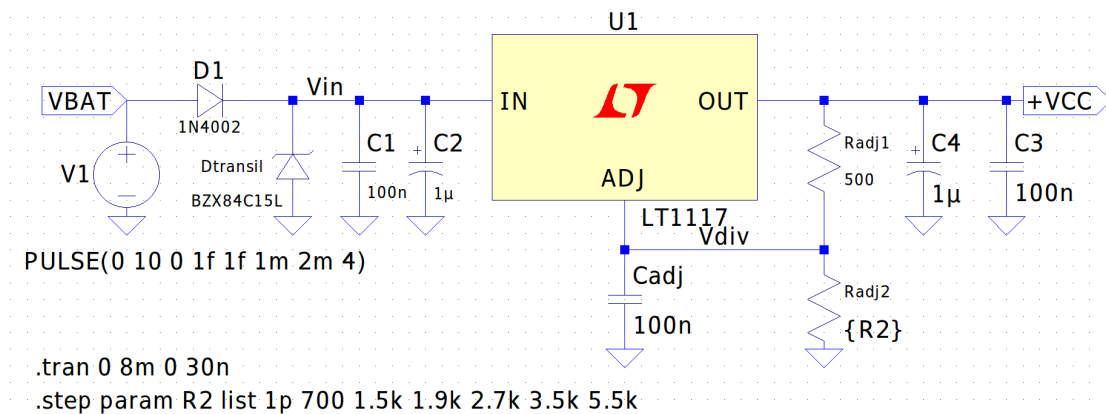 U1
D1
Vin
VBAT
IN
OUT
+VCC
1N4002
+
C1
+
C2
Radj1
+
C4
C3
V1
Dtransil
100n
1µ
500
1µ
100n
BZX84C15L
ADJ
LT1117
Vdiv
PULSE(0 10 0 1f 1f 1m 2m 4)
Cadj
100n
Radj2
{R2}
.tran 0 8m 0 30n
.step param R2 list 1p 700 1.5k 1.9k 2.7k 3.5k 5.5k